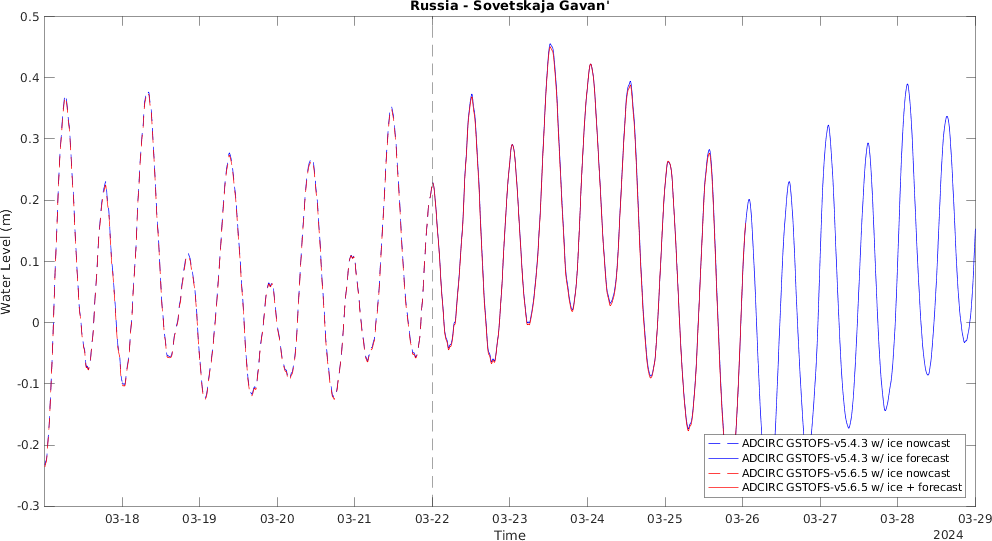 Russia - Sovetskaja Gavan'
0.5
0.4
0.3
0.2
0.1
0
-0.1
-0.2
-0.3
Water Level (m)
ADCIRC GSTOFS-v5.4.3 w/ ice nowcast
ADCIRC GSTOFS-v5.4.3 w/ ice forecast
ADCIRC GSTOFS-v5.6.5 w/ ice nowcast
ADCIRC GSTOFS-v5.6.5 w/ ice + forecast
03-18 03-19 03-20 03-21 03-22 03-23 03-24 03-25 03-26 03-27 03-28 03-29
Time
2024